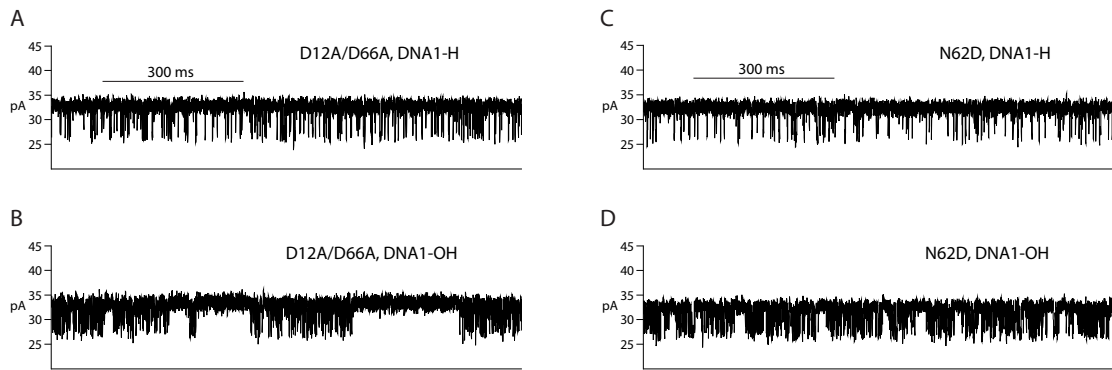 A
D12A/D66A, DNA1-H
300 ms
45
40
35
pA
30
25
B
D12A/D66A, DNA1-OH
45
40
35
pA
30
25
C
N62D, DNA1-H
300 ms
45
40
35
pA
30
25
D
N62D, DNA1-OH
45
40
35
pA
30
25